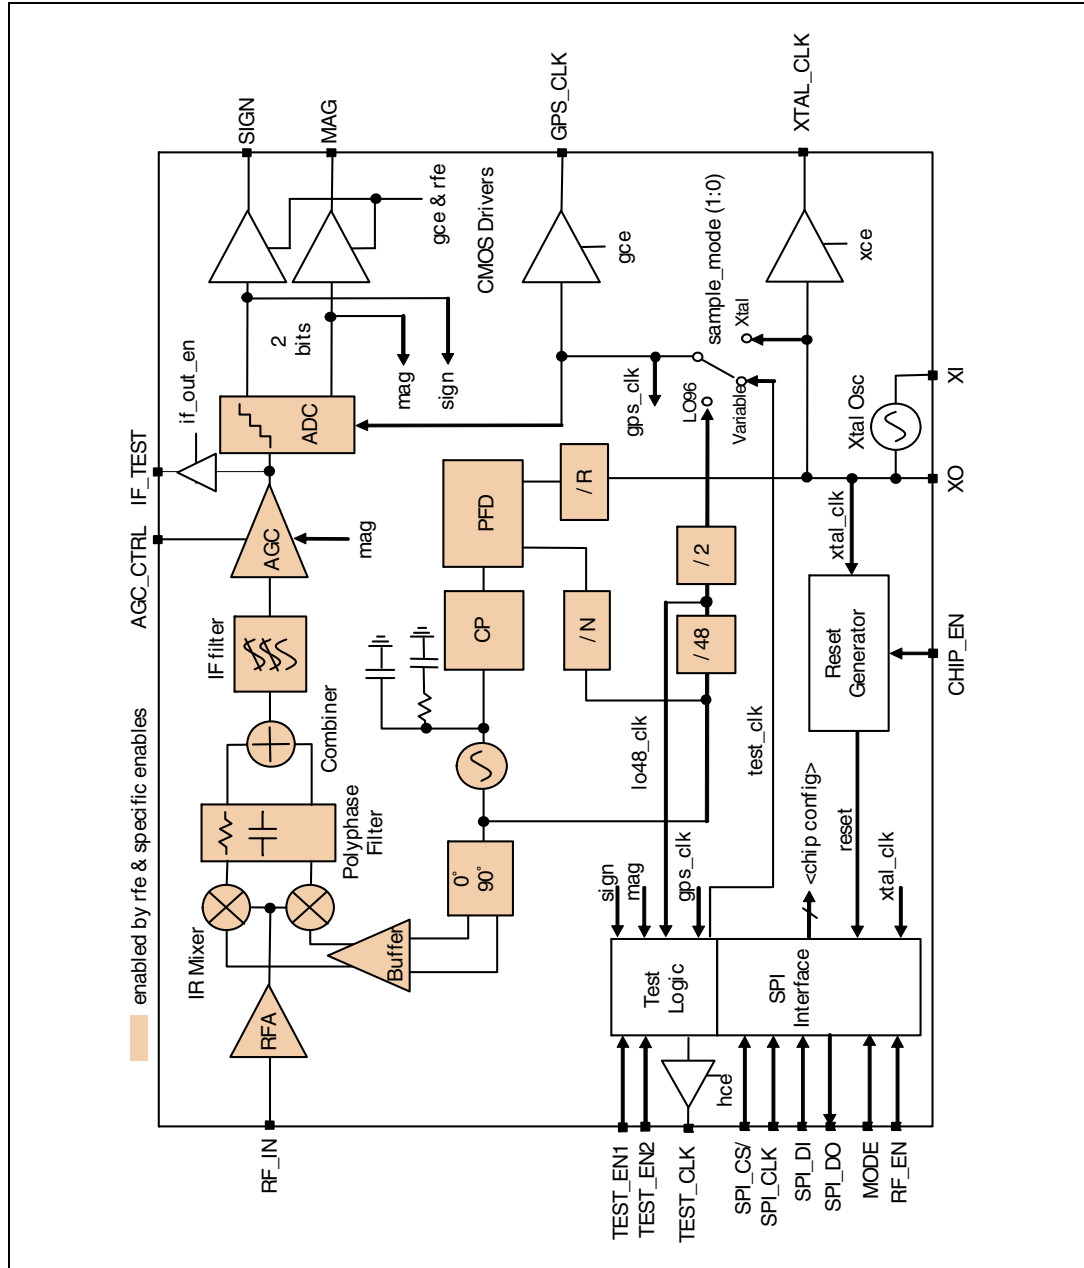 enabled by rfe & specific enables
AGC_CTRL
IF_TEST
if_out_en
SIGN
MAG
GPS_CLK
XTAL_CLK
RF_IN
RFA
IR Mixer
Polyphase
Filter
Combiner
IF filter
AGC
mag
ADC
2
bits
mag
sign
gce & rfe
CMOS Drivers
gce
sample_mode (1:0)
xce
Buffer
0°
90°
CP
PFD
/ N
/ R
/ 48
/ 2
lo48_clk
gps_clk
LO96
Variable
Xtal
test_clk
Xtal Osc
XI
XO
xtal_clk
Reset
Generator
CHIP_EN
reset
<chip config>
xtal_clk
sign
mag
gps_clk
Test
Logic
SPI
Interface
hce
TEST_EN1
TEST_EN2
TEST_CLK
SPI_CS/
SPI_CLK
SPI_DI
SPI_DO
MODE
RF_EN